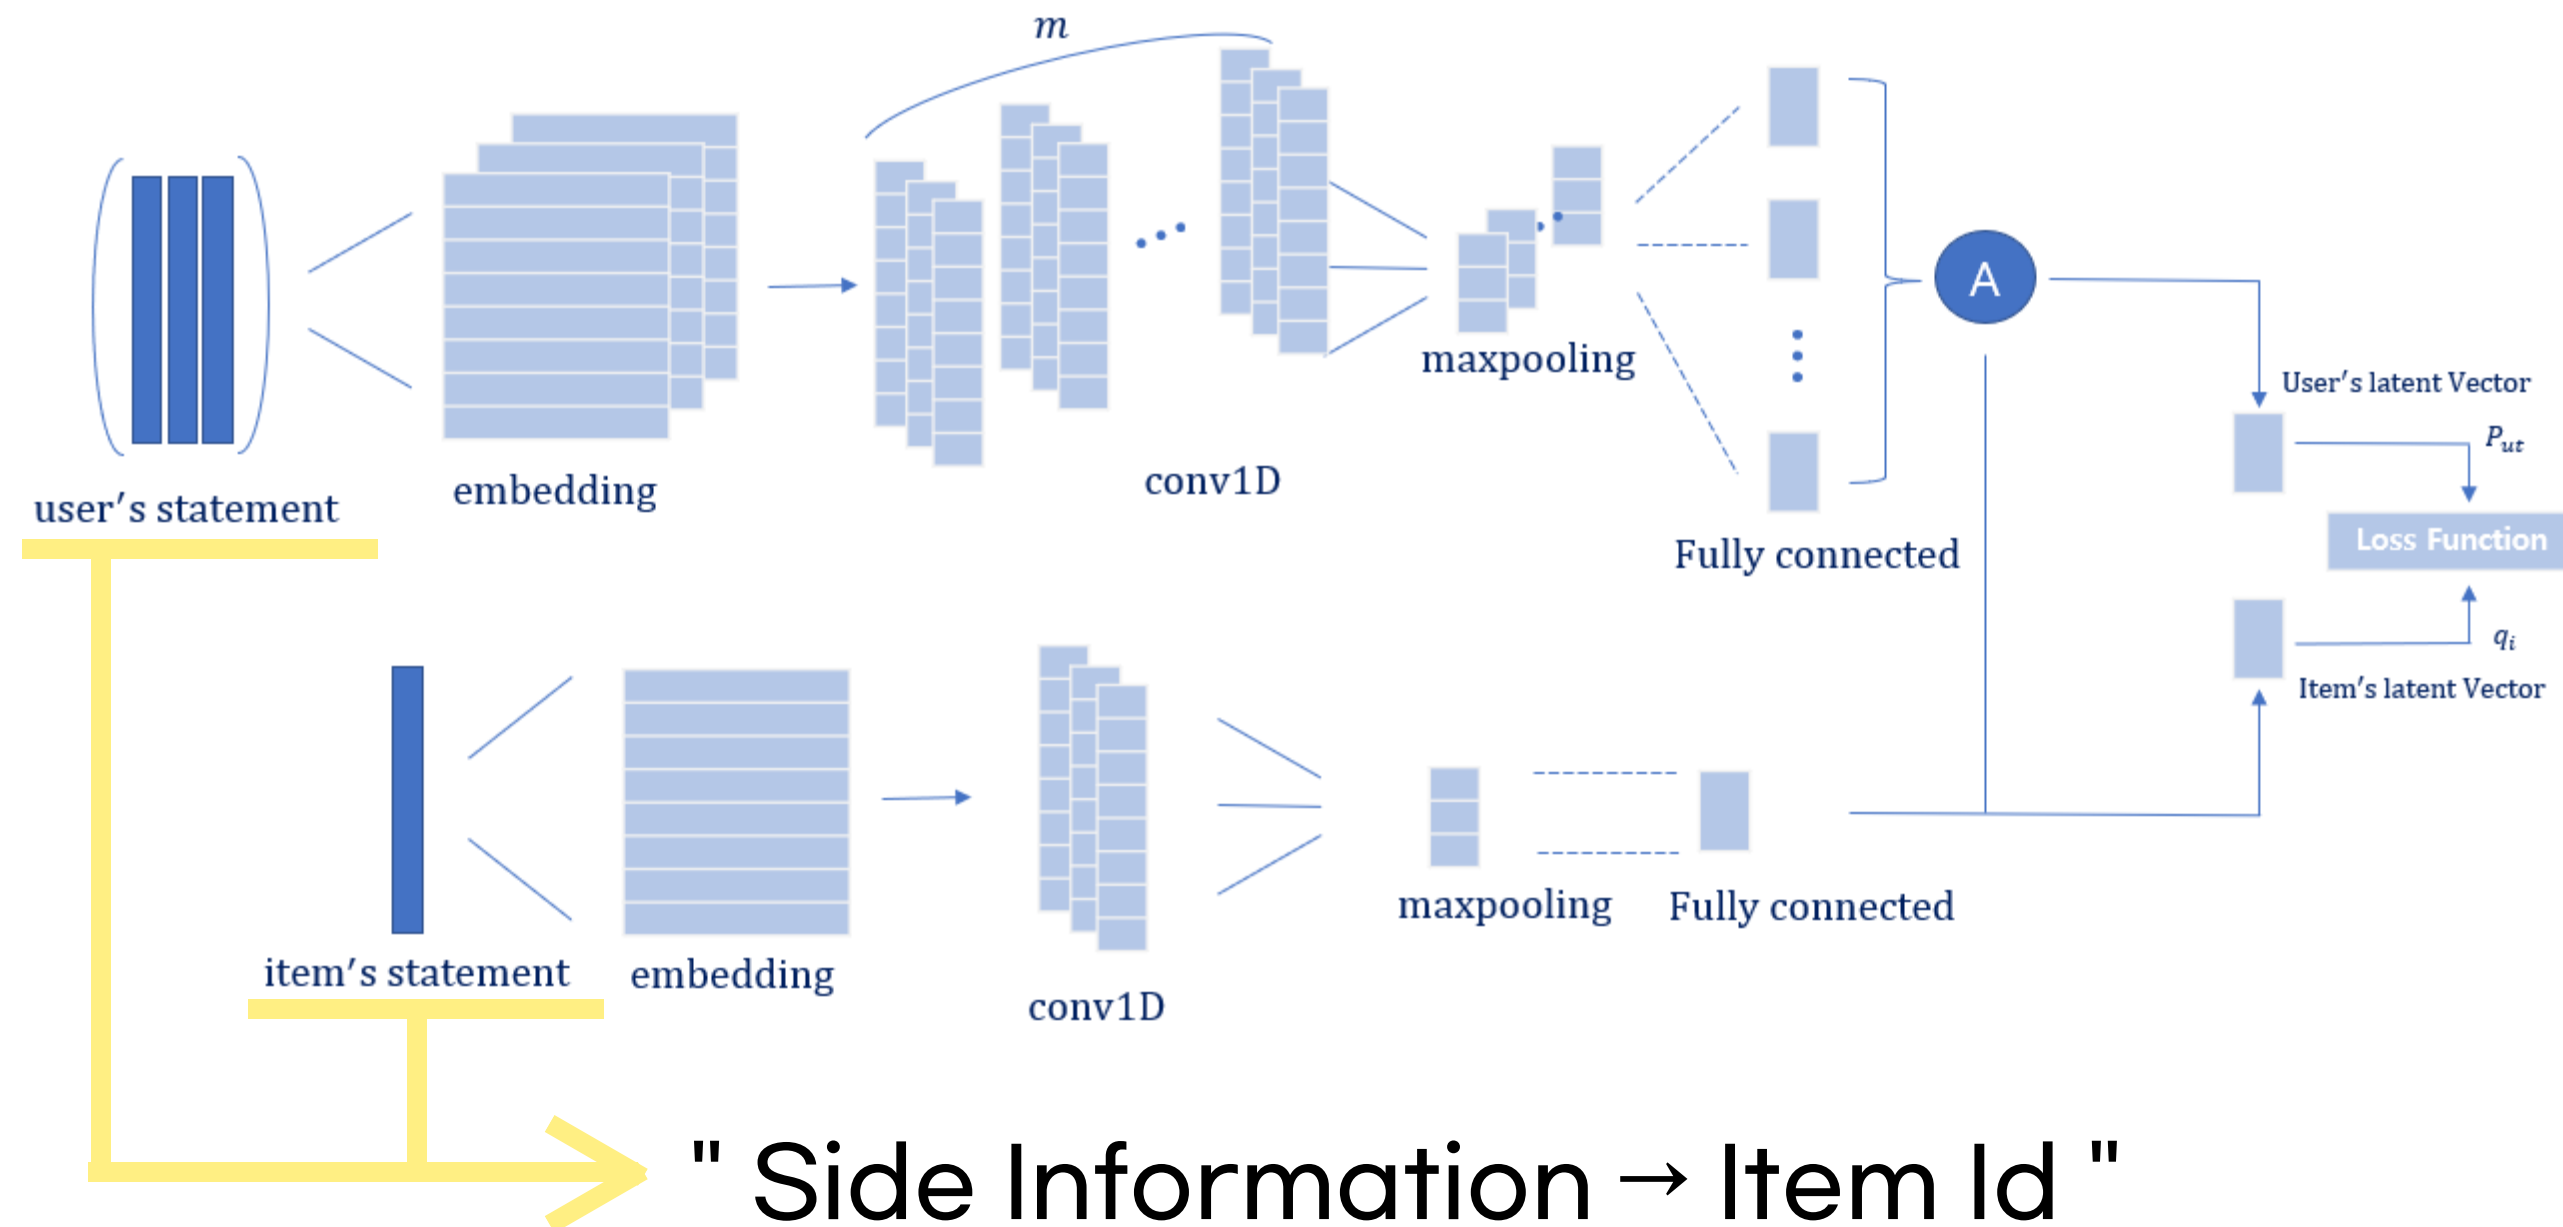 m
A
maxpooling
User's latent Vector
P_ut
conv1D
embedding
user's statement
Loss Function
Fully connected
q_i
Item's latent Vector
maxpooling
Fully connected
item's statement
embedding
conv1D
" Side Information → Item Id "